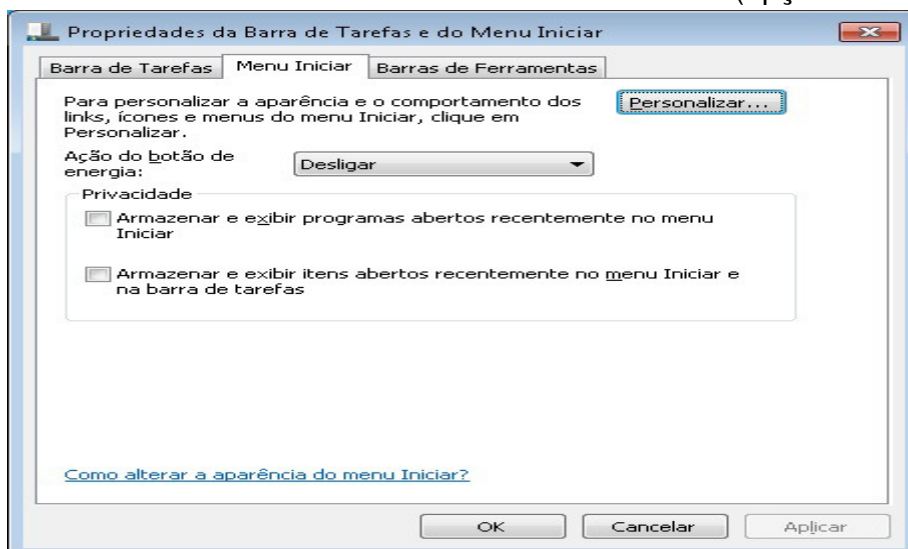 Propriedades da Barra de Tarefas e do Menu Iniciar
Barra de Tarefas Menu Iniciar Barras de Ferramentas
Para personalizar a aparência e o comportamento dos
links, ícones e menus do menu Iniciar, clique em
Personalizar.
Personalizar...
Ação do botão de
energia:
Desligar
Privacidade
Armazenar e exibir programas abertos recentemente no menu
Iniciar
Armazenar e exibir itens abertos recentemente no menu Iniciar e
na barra de tarefas
Como alterar a aparência do menu Iniciar?
OK Cancelar Aplicar